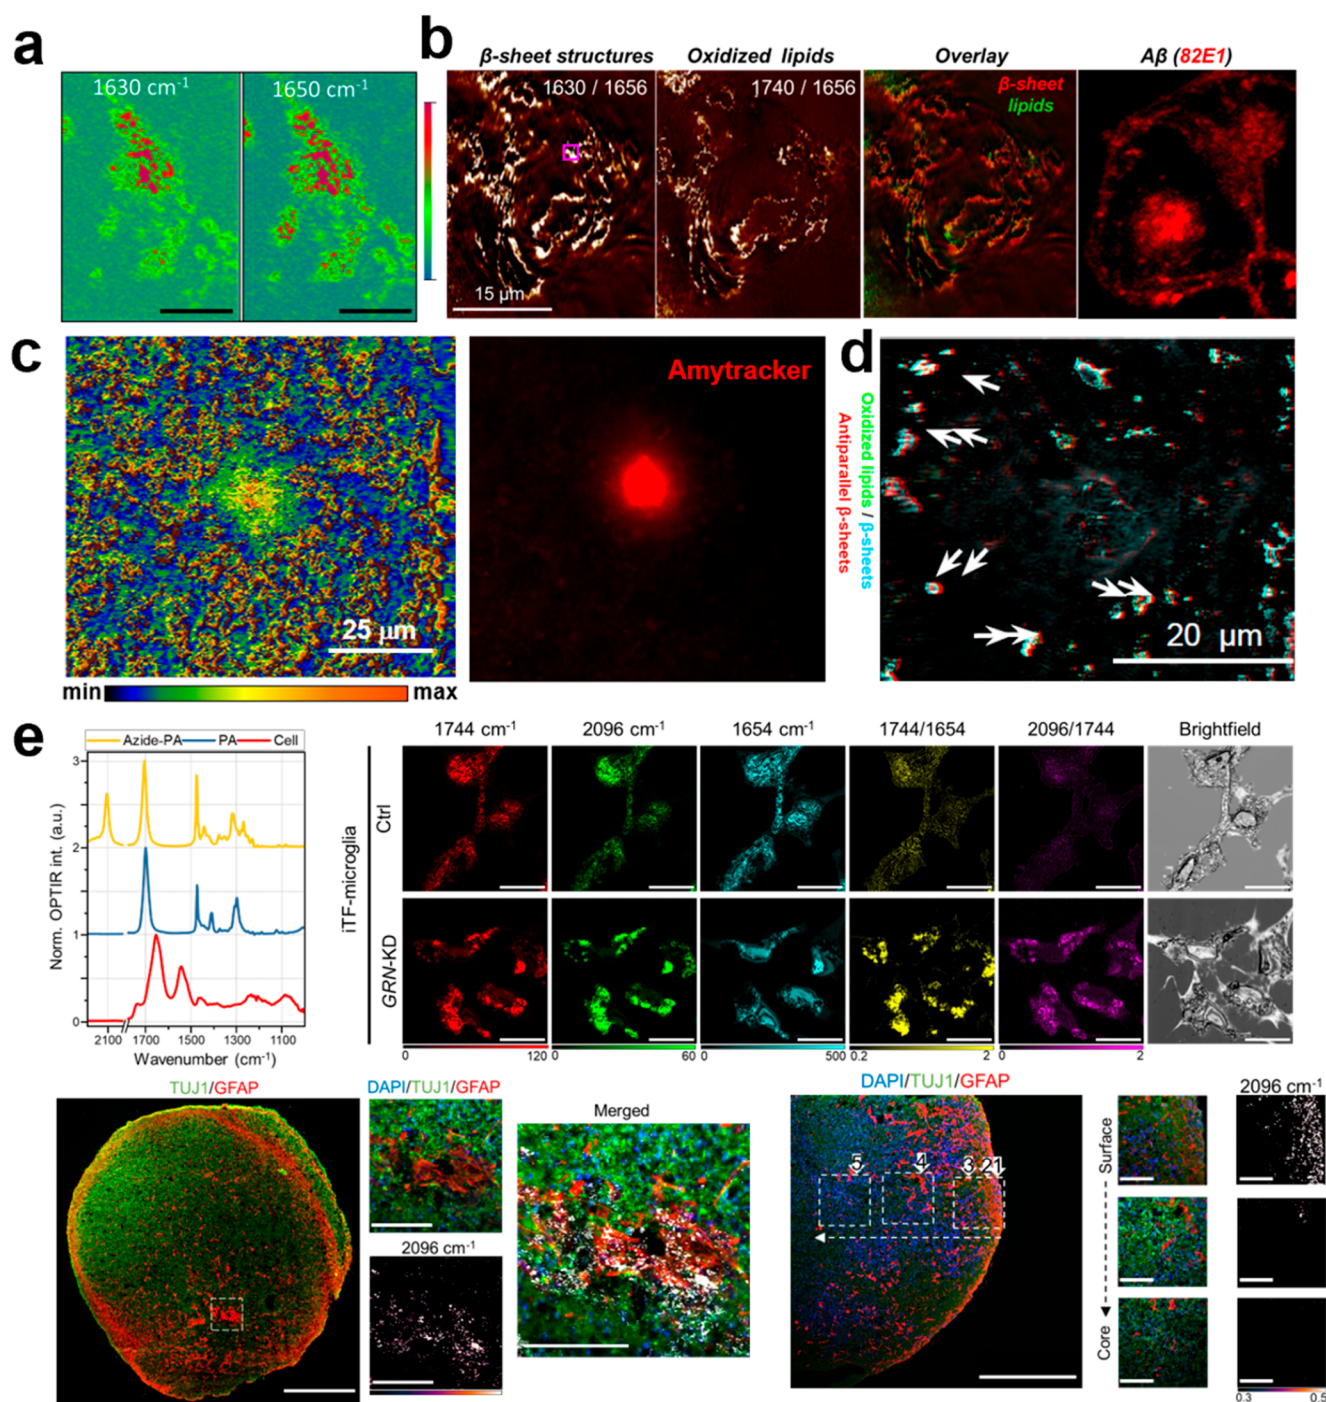 a
1630 cm-1
1650 cm-1
b
β-sheet structures
Oxidized lipids
Overlay
Aβ (82E1)
1630 / 1656
1740 / 1656
β-sheet
lipids
15 μm
c
25 μm
min
max
Amytracker
d
Oxidized lipids / β-sheets
Antiparallel β-sheets
20 μm
e
Azide-PA
PA
Cell
Norm. OPTIR int. (a.u.)
3
2
1
0
2100 1700 1500 1300 1100
Wavenumber (cm-1)
1744 cm-1
2096 cm-1
1654 cm-1
1744/1654
2096/1744
Brightfield
iTF-microglia
Ctrl
GRN-KD
0 120
0 60
0 500
0.2 2
0 2
TUJ1/GFAP
DAPI/TUJ1/GFAP
2096 cm-1
Merged
DAPI/TUJ1/GFAP
5 4 3 2 1
Surface
Core
2096 cm-1
0.3 0.5